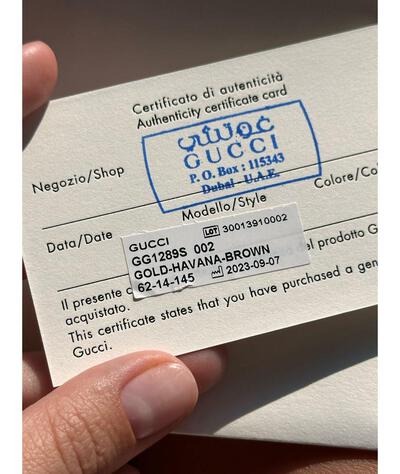 Certificato di autenticità
Authenticity certificate card
غوتشي
GUCCI
P. O. Box : 115343
Dubai - U.A.E.
Negozio/Shop
Modello/Style
Colore/Co
Data/Date
GUCCI LOT 30013910002
GG1289S 002
GOLD-HAVANA-BROWN
62-14-145 2023-09-07
Il presente c
del prodotto G
acquistato.
This certificate states that you have purchased a gen
Gucci.